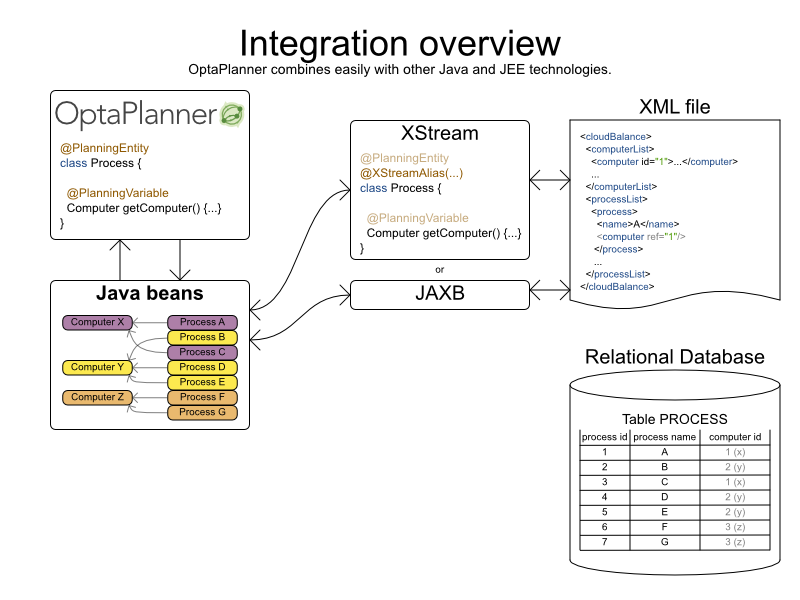 Integration overview
OptaPlanner combines easily with other Java and JEE technologies.
OptaPlanner
@PlanningEntity
class Process {
@PlanningVariable
Computer getComputer() {...}
}
Java beans
Computer X
Process A
Process B
Process C
Computer Y
Process D
Process E
Computer Z
Process F
Process G
XStream
@PlanningEntity
@XStreamAlias(...)
class Process {
@PlanningVariable
Computer getComputer() {...}
}
or
JAXB
XML file
<cloudBalance>
<computerList>
<computer id="1">...</computer>
...
</computerList>
<processList>
<process>
<name>A</name>
<computer ref="1"/>
</process>
...
</processList>
</cloudBalance>
Relational Database
Table PROCESS
process id process name computer id
1 A 1 (x)
2 B 2 (y)
3 C 1 (x)
4 D 2 (y)
5 E 2 (y)
6 F 3 (z)
7 G 3 (z)